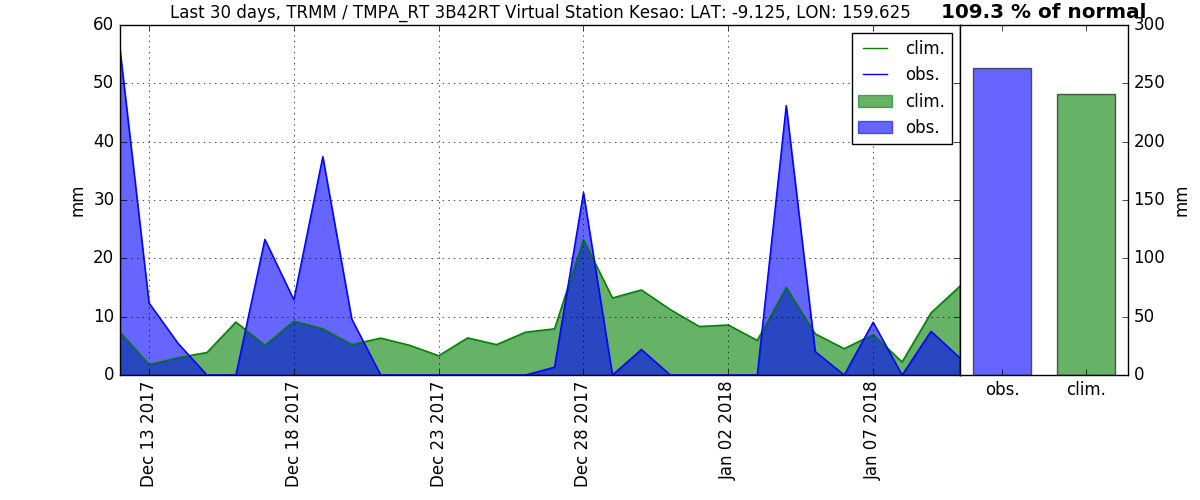 Last 30 days, TRMM / TMPA_RT 3B42RT Virtual Station Kesao: LAT: -9.125, LON: 159.625
109.3 % of normal
60
50
40
30
20
10
0
mm
clim.
obs.
clim.
obs.
300
250
200
150
100
50
0
mm
Dec 13 2017
Dec 18 2017
Dec 23 2017
Dec 28 2017
Jan 02 2018
Jan 07 2018
obs.
clim.